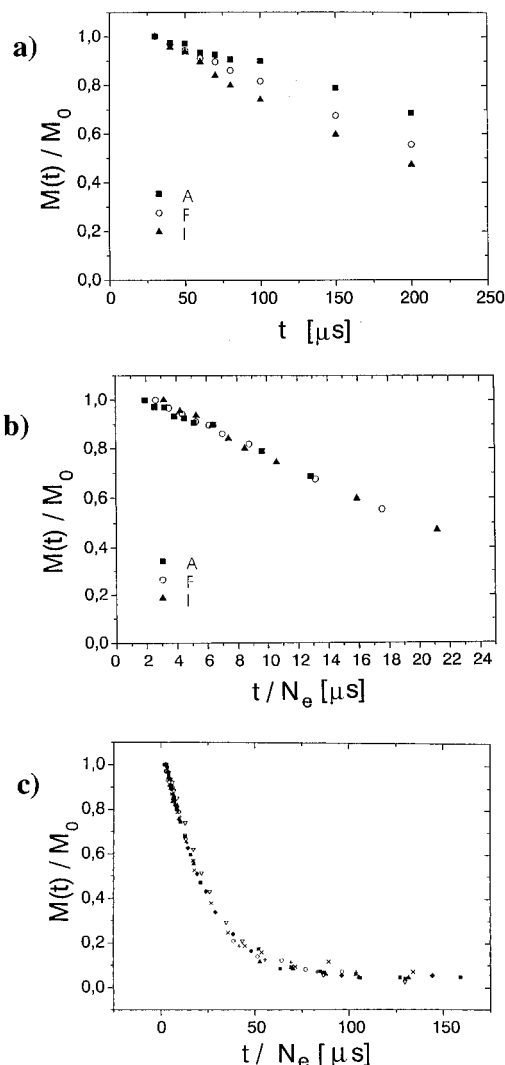 a)
1,0
0,8
0,6
0,4
0,2
0,0
M(t) / M0
A
F
I
0
50
100
150
200
250
t [μs]
b)
1,0
0,8
0,6
0,4
0,2
0,0
M(t) / M0
A
F
I
0 2 4 6 8 10 12 14 16 18 20 22 24
t / Ne [μs]
c)
1,0
0,8
0,6
0,4
0,2
0,0
M(t) / M0
0
50
100
150
t / Ne [μs]